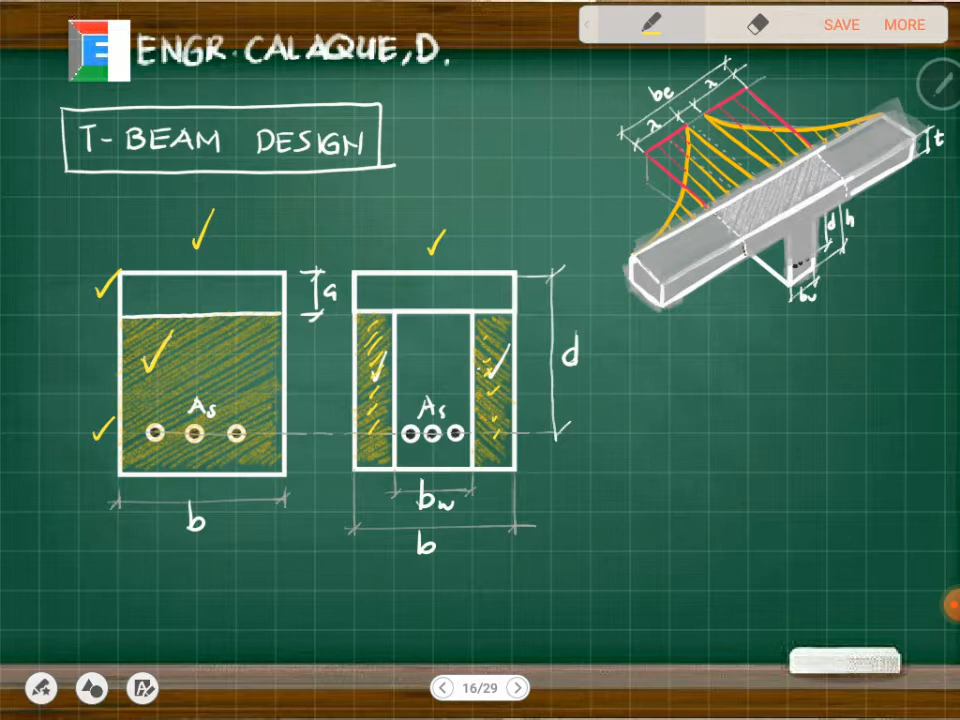 SAVE MORE
E ENGR. CALAQUE, D.
T-BEAM DESIGN
be
x x
t
d h
bw
a
d
As As
b
bw
b
16/29